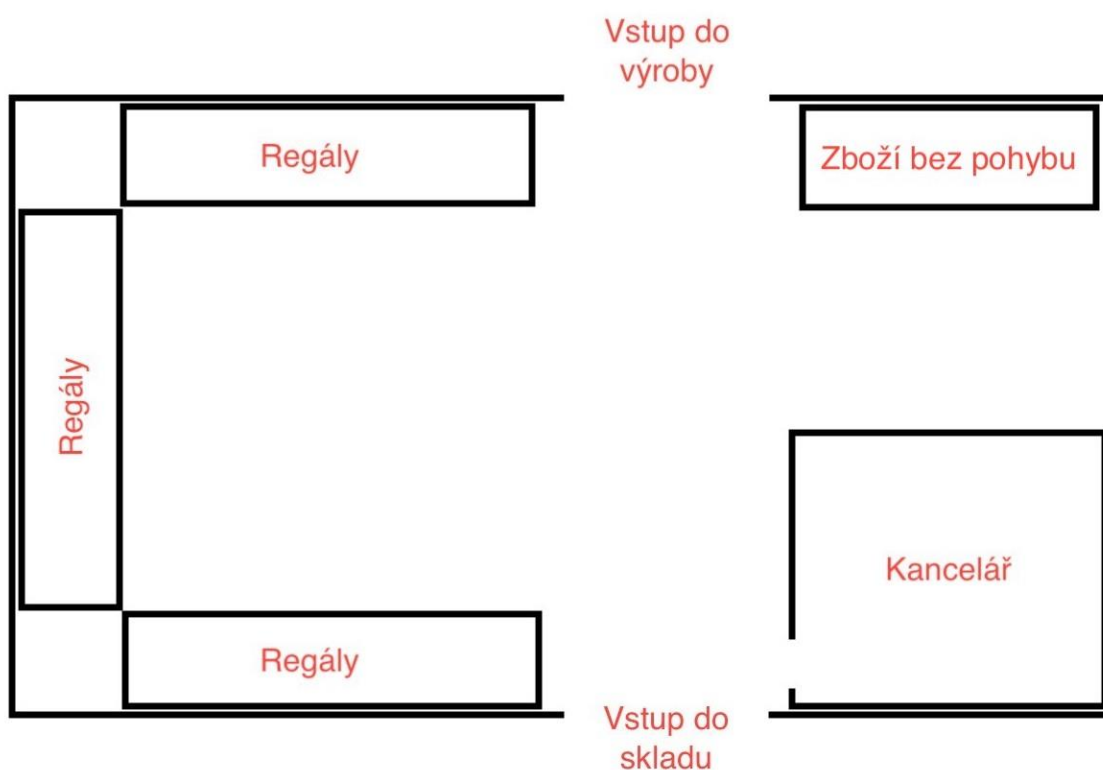 Vstup do
výroby
Regály
Zboží bez pohybu
Regály
Kancelář
Regály
Vstup do
skladu